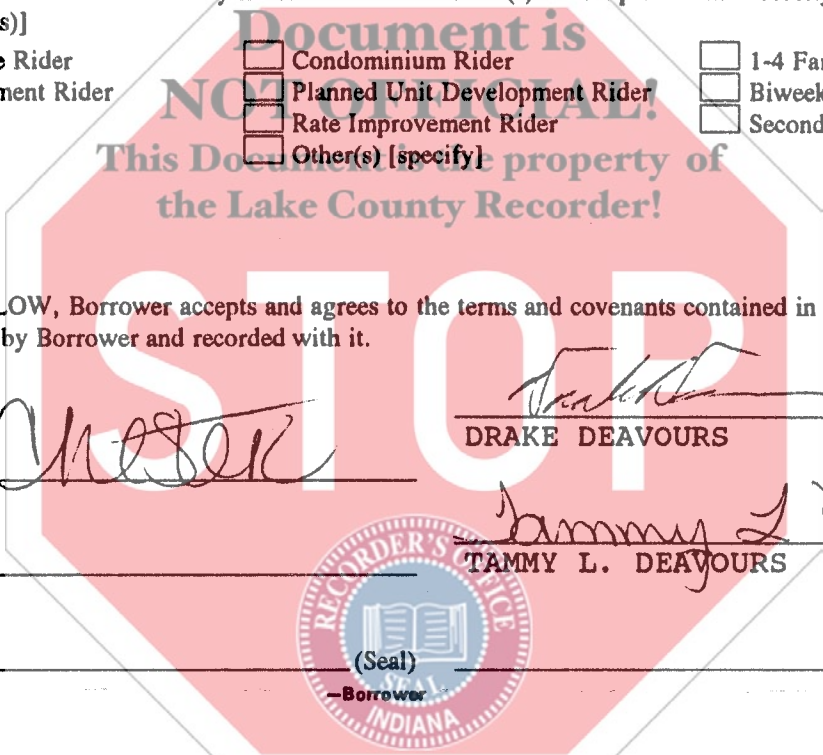 s)]
Document is
e Rider
Condominium Rider
1-4 Fa
ment Rider
Planned Unit Development Rider
Biweek
NOT OFFICIAL!
Rate Improvement Rider
Second
Other(s) [specify]
This Document is the property of
the Lake County Recorder!
LOW, Borrower accepts and agrees to the terms and covenants contained in
by Borrower and recorded with it.
STOP
DRAKE DEAVOURS
Tammy L
TAMMY L. DEAVOURS
RECORDER'S OFFICE
(Seal)
SEAL
—Borrower
INDIANA